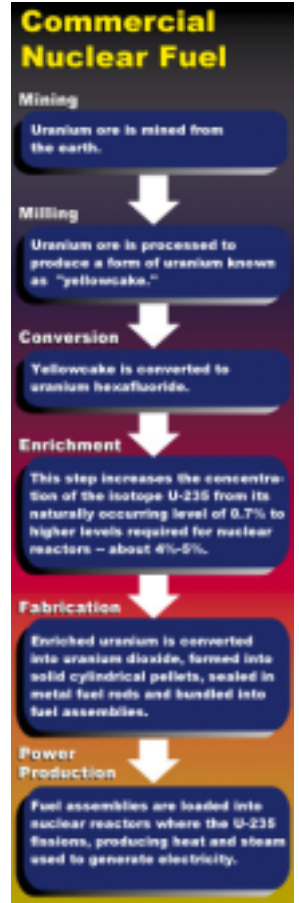 Commercial
Nuclear Fuel
Mining
Uranium ore is mined from
the earth.
Milling
Uranium ore is processed to
produce a form of uranium known
as "yellowcake."
Conversion
Yellowcake is converted to
uranium hexafluoride.
Enrichment
This step increases the concentra-
tion of the isotope U-235 from its
naturally occurring level of 0.7% to
higher levels required for nuclear
reactors -- about 4%-5%.
Fabrication
Enriched uranium is converted
into uranium dioxide, formed into
solid cylindrical pellets, sealed in
metal fuel rods and bundled into
fuel assemblies.
Power
Production
Fuel assemblies are loaded into
nuclear reactors where the U-235
fissions, producing heat and steam
used to generate electricity.